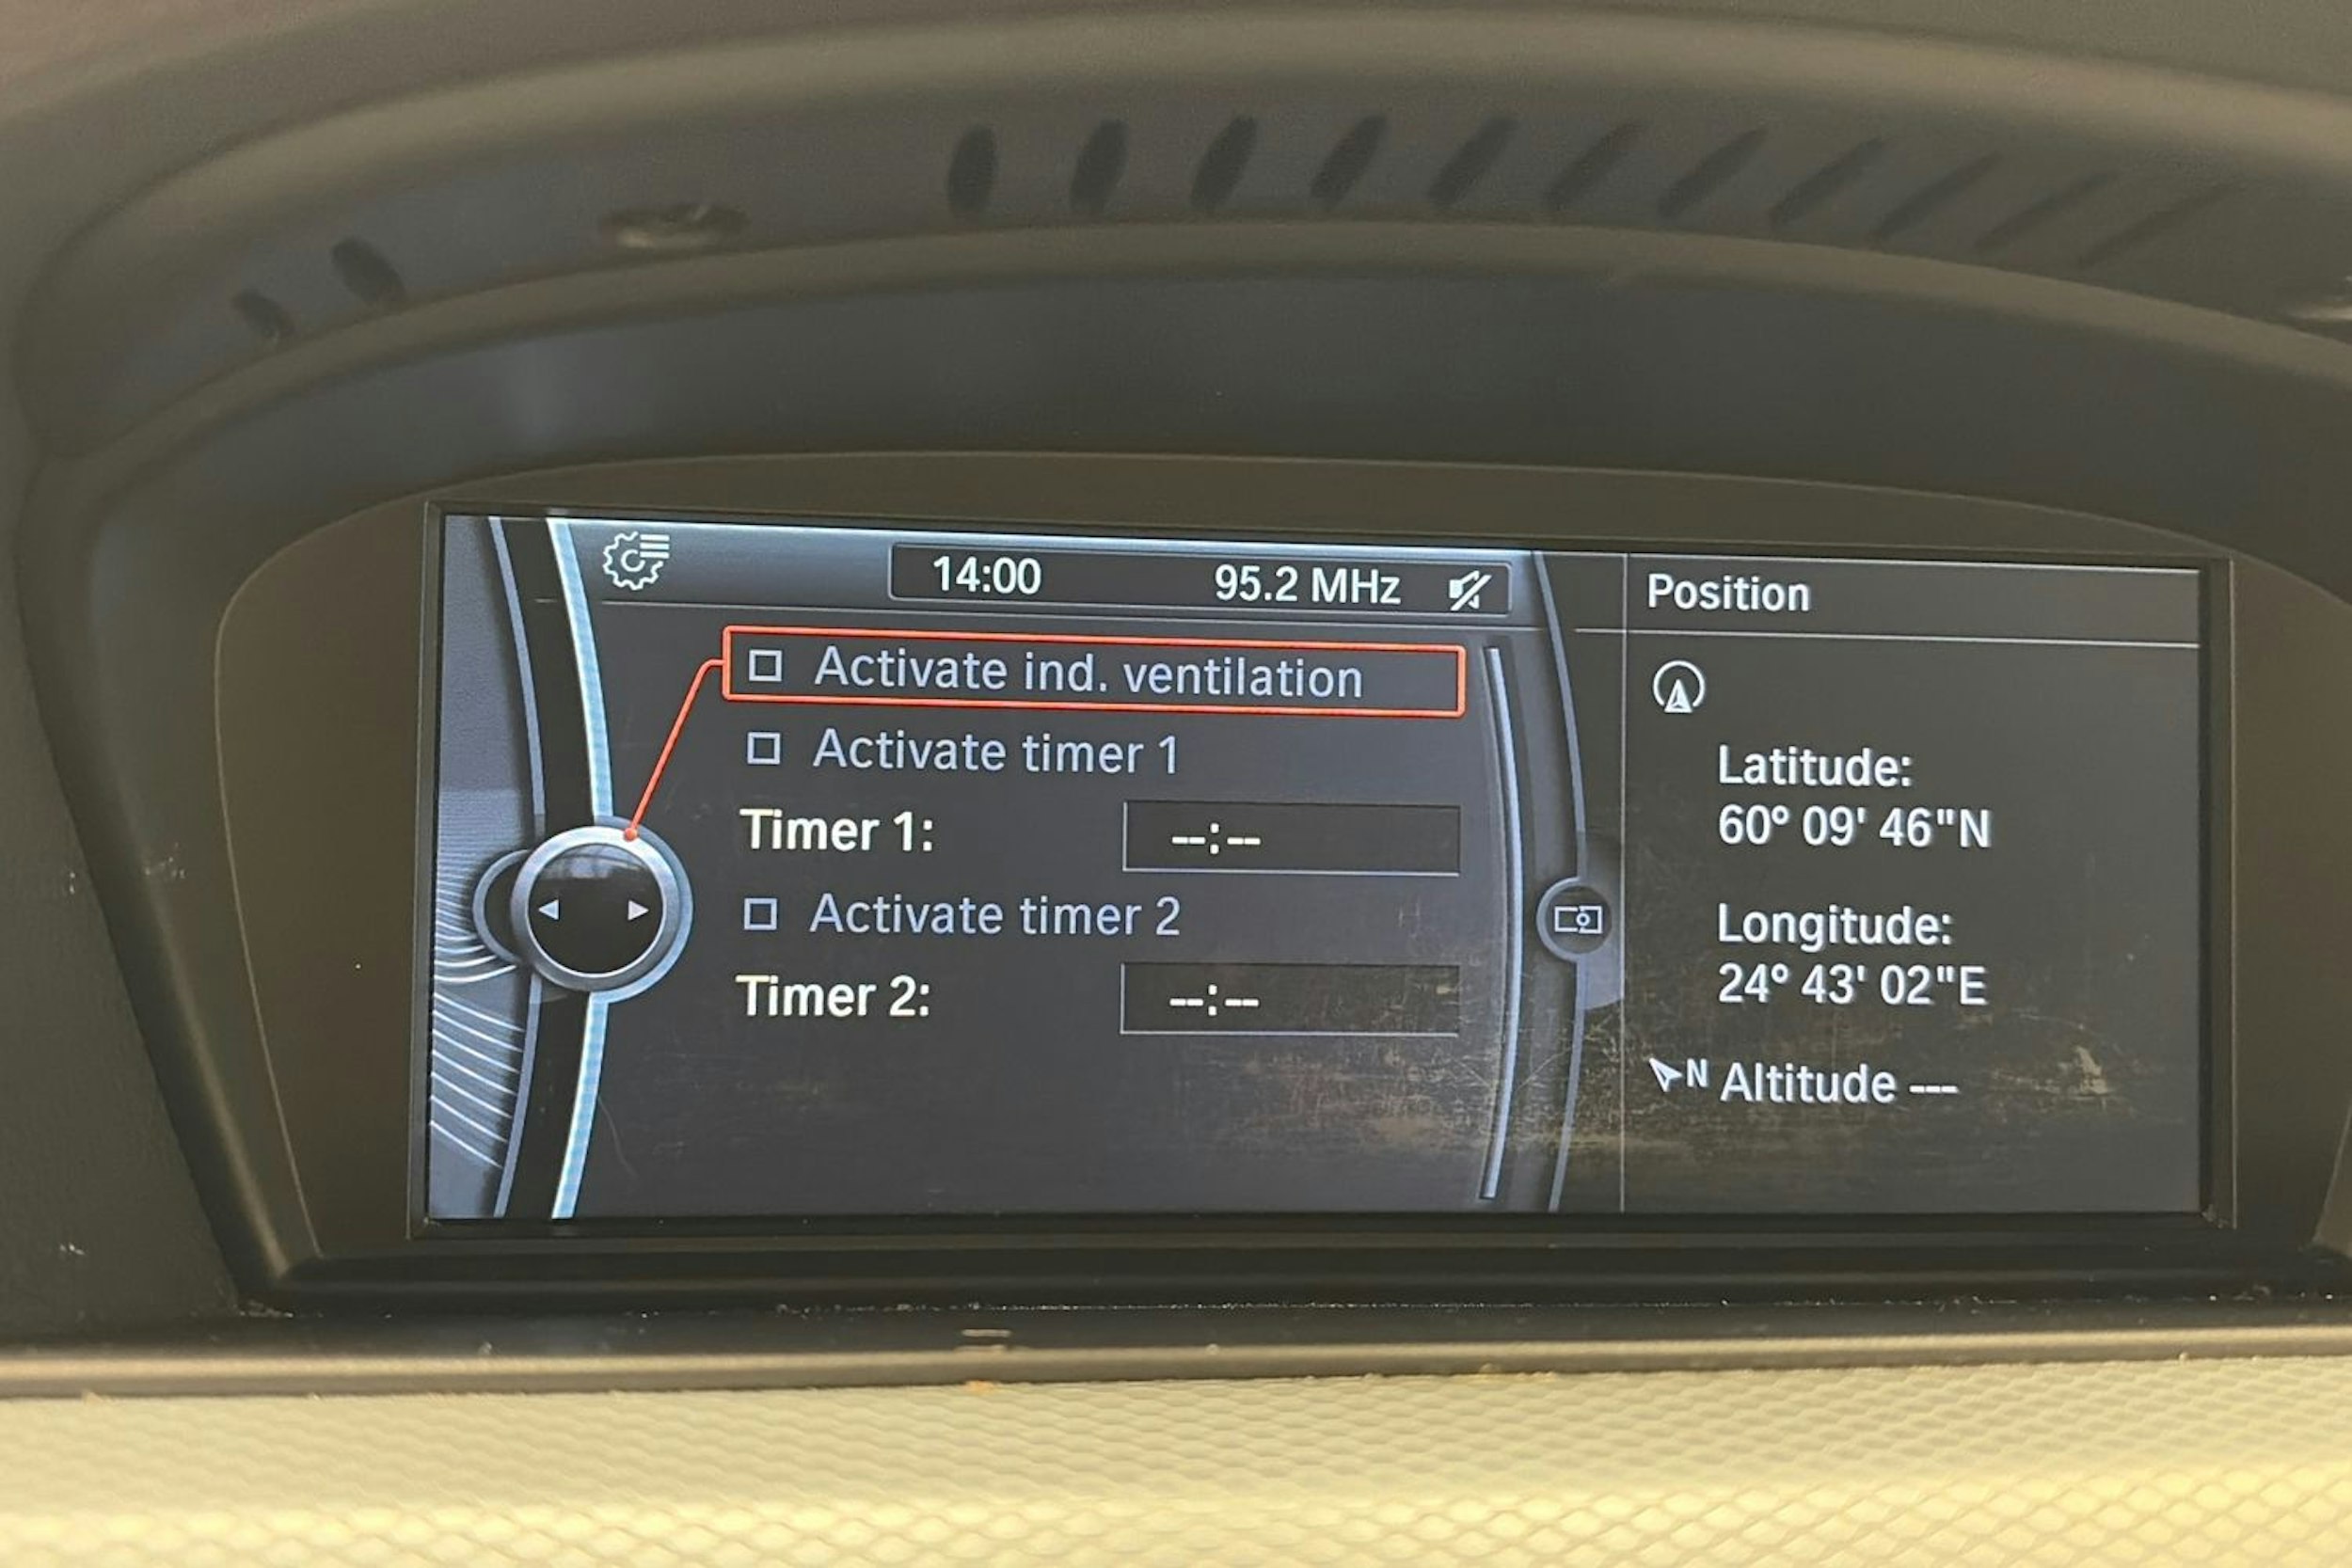 14:00 95.2 MHz
Activate ind. ventilation
Activate timer 1
Timer 1: --:--
Activate timer 2
Timer 2: --:--
Position
Latitude:
60° 09' 46"N
Longitude:
24° 43' 02"E
N Altitude ---